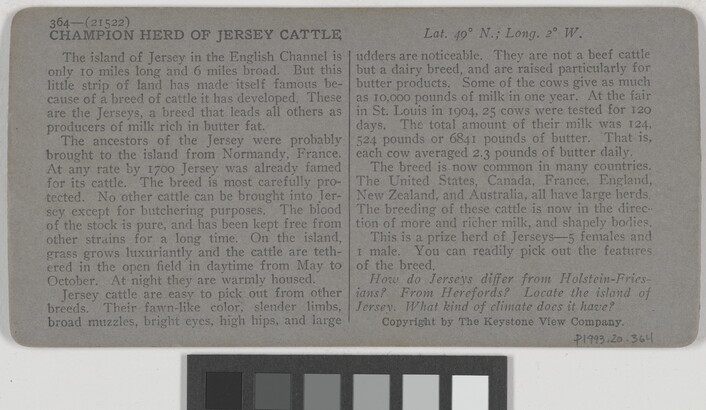 364—(21522)
CHAMPION HERD OF JERSEY CATTLE
Lat. 49° N.; Long. 2° W.
The island of Jersey in the English Channel is
only 10 miles long and 6 miles broad. But this
little strip of land has made itself famous be-
cause of a breed of cattle it has developed. These
are the Jerseys, a breed that leads all others as
producers of milk rich in butter fat.
The ancestors of the Jersey were probably
brought to the island from Normandy, France.
At any rate by 1700 Jersey was already famed
for its cattle. The breed is most carefully pro-
tected. No other cattle can be brought into Jer-
sey except for butchering purposes. The blood
of the stock is pure, and has been kept free from
other strains for a long time. On the island,
grass grows luxuriantly and the cattle are teth-
ered in the open field in daytime from May to
October. At night they are warmly housed.
Jersey cattle are easy to pick out from other
breeds. Their fawn-like color, slender limbs,
broad muzzles, bright eyes, high hips, and large
udders are noticeable. They are not a beef cattle
but a dairy breed, and are raised particularly for
butter products. Some of the cows give as much
as 10,000 pounds of milk in one year. At the fair
in St. Louis in 1904, 25 cows were tested for 120
days. The total amount of their milk was 124,
524 pounds or 6841 pounds of butter. That is,
each cow averaged 2.3 pounds of butter daily.
The breed is now common in many countries.
The United States, Canada, France, England,
New Zealand, and Australia, all have large herds
The breeding of these cattle is now in the direc-
tion of more and richer milk, and shapely bodies.
This is a prize herd of Jerseys—5 females and
1 male. You can readily pick out the features
of the breed.
How do Jerseys differ from Holstein-Fries-
ians? From Herefords? Locate the island of
Jersey. What kind of climate does it have?
Copyright by The Keystone View Company.
P1993.20.364